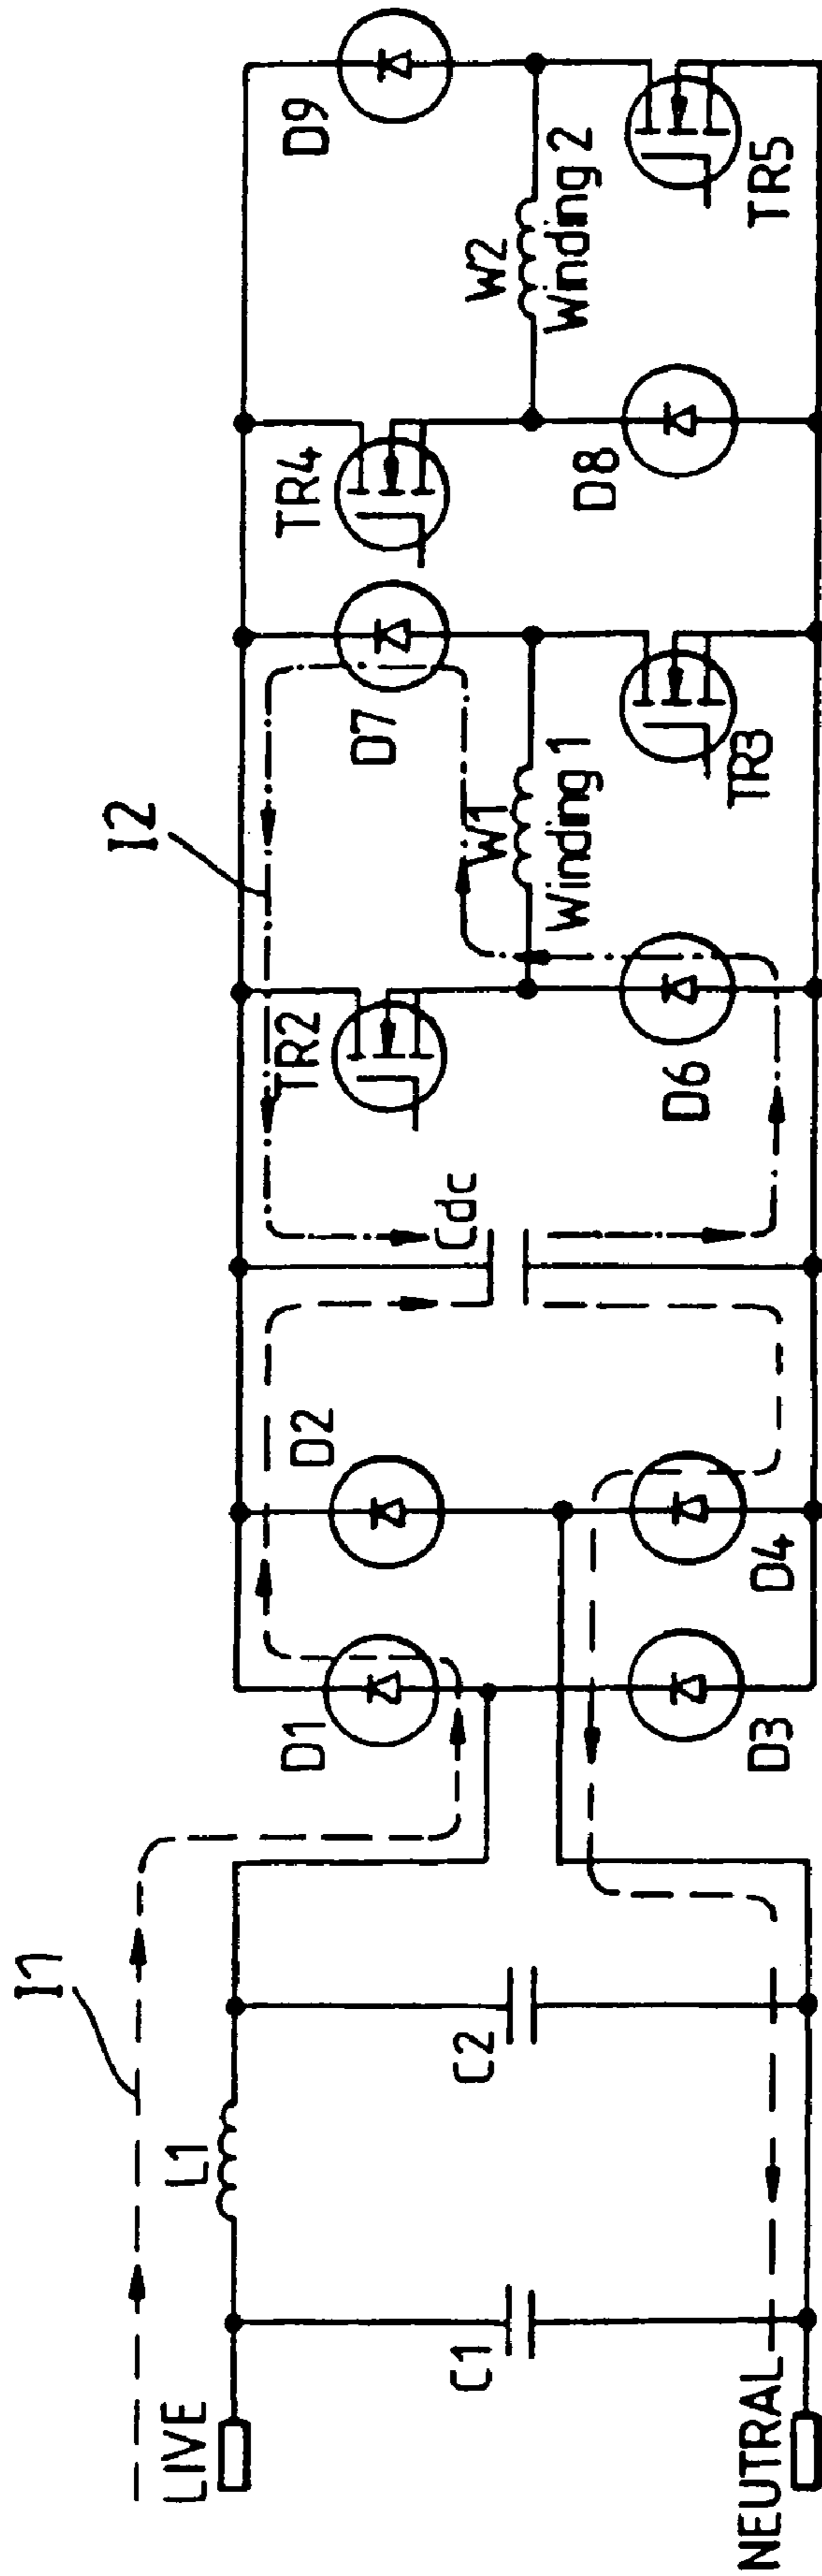 I1
I2
LIVE
L1
C1
C2
NEUTRAL
D1
D2
D3
D4
Cdc
TR2
D6
W1
Winding 1
D7
TR3
TR4
D8
W2
Winding 2
D9
TR5